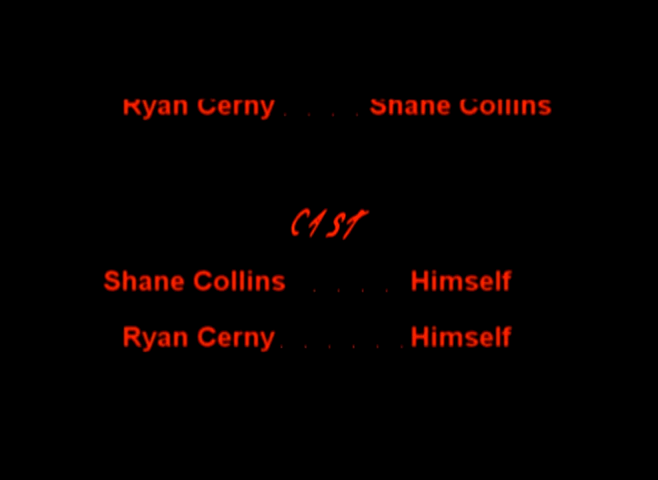 Ryan Cerny . . . . Shane Collins
CAST
Shane Collins . . . . Himself
Ryan Cerny . . . . . . Himself